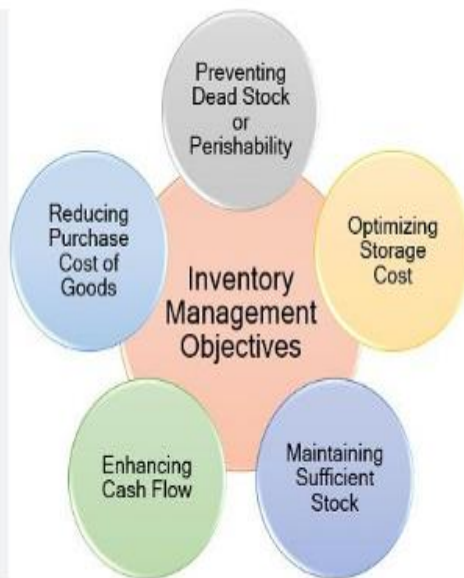 Preventing
Dead Stock
or
Perishability
Reducing
Purchase
Cost of
Goods
Optimizing
Storage
Cost
Inventory
Management
Objectives
Enhancing
Cash Flow
Maintaining
Sufficient
Stock